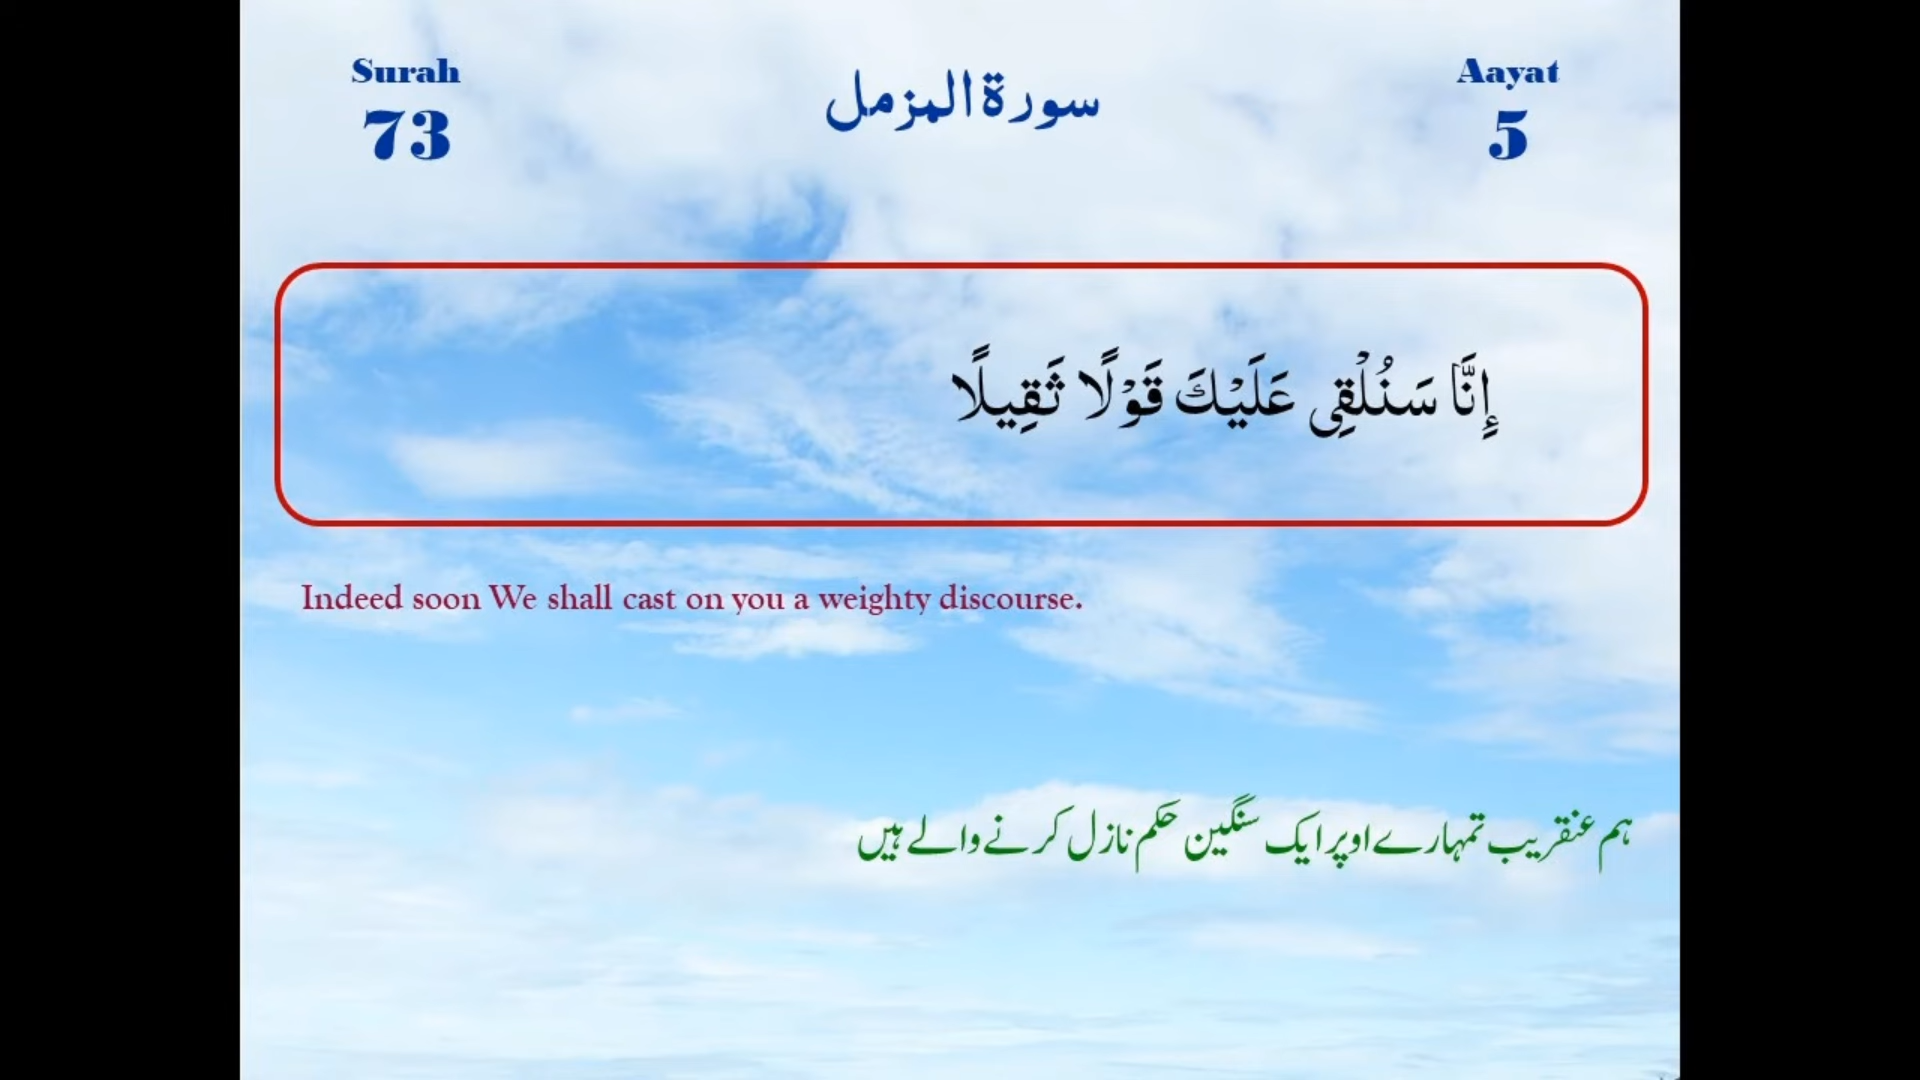 Surah
73
سورة المزمل
Aayat
5
إِنَّا سَنُلْقِى عَلَيْكَ قَوْلًا ثَقِيلًا
Indeed soon We shall cast on you a weighty discourse.
ہم عنقریب تمہارے اوپر ایک سنگین حکم نازل کرنے والے ہیں